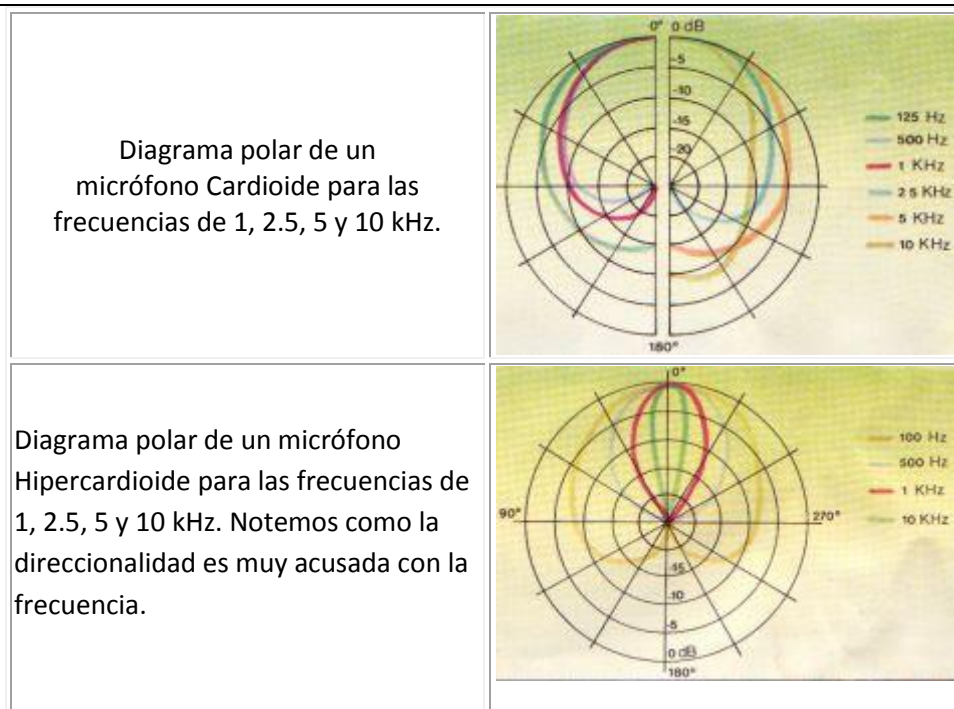 Diagrama polar de un
micrófono Cardioide para las
frecuencias de 1, 2.5, 5 y 10 kHz.
0° 0 dB
-5
-10
-15
-20
180°
125 Hz
500 Hz
1 KHz
2 5 KHz
5 KHz
10 KHz
Diagrama polar de un micrófono
Hipercardioide para las frecuencias de
1, 2.5, 5 y 10 kHz. Notemos como la
direccionalidad es muy acusada con la
frecuencia.
0°
90°
270°
-15
-10
-5
0 dB
180°
100 Hz
500 Hz
1 KHz
10 KHz